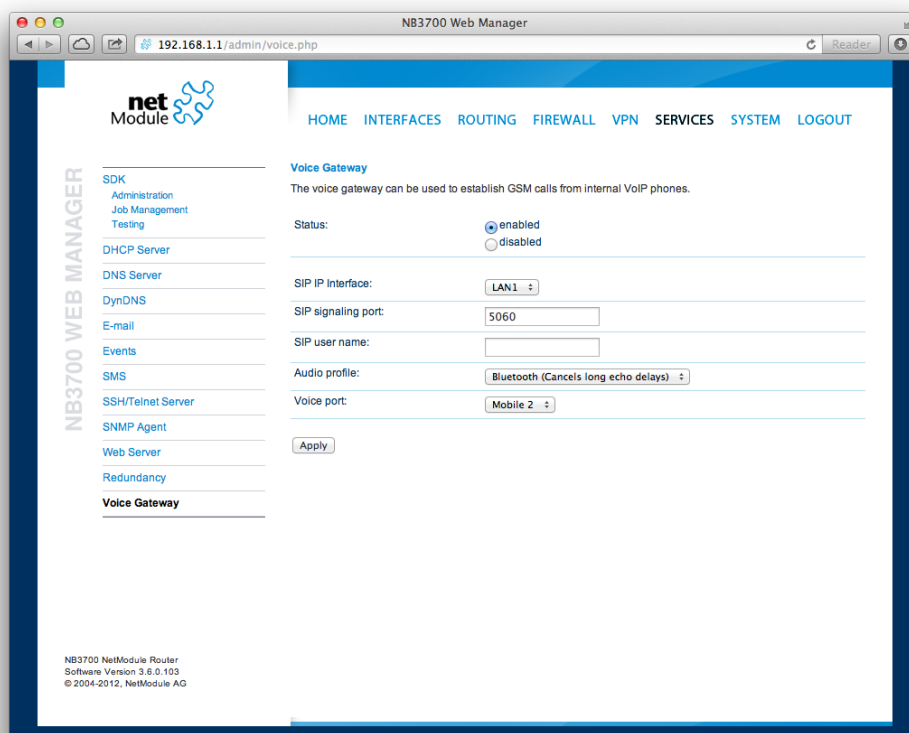 NB3700 Web Manager
192.168.1.1/admin/voice.php
Reader
net
Module
HOME INTERFACES ROUTING FIREWALL VPN SERVICES SYSTEM LOGOUT
NB3700 WEB MANAGER
SDK
Administration
Job Management
Testing
DHCP Server
DNS Server
DynDNS
E-mail
Events
SMS
SSH/Telnet Server
SNMP Agent
Web Server
Redundancy
Voice Gateway
Voice Gateway
The voice gateway can be used to establish GSM calls from internal VoIP phones.
Status: enabled
disabled
SIP IP Interface: LAN1
SIP signaling port: 5060
SIP user name:
Audio profile: Bluetooth (Cancels long echo delays)
Voice port: Mobile 2
Apply
NB3700 NetModule Router
Software Version 3.6.0.103
© 2004-2012, NetModule AG